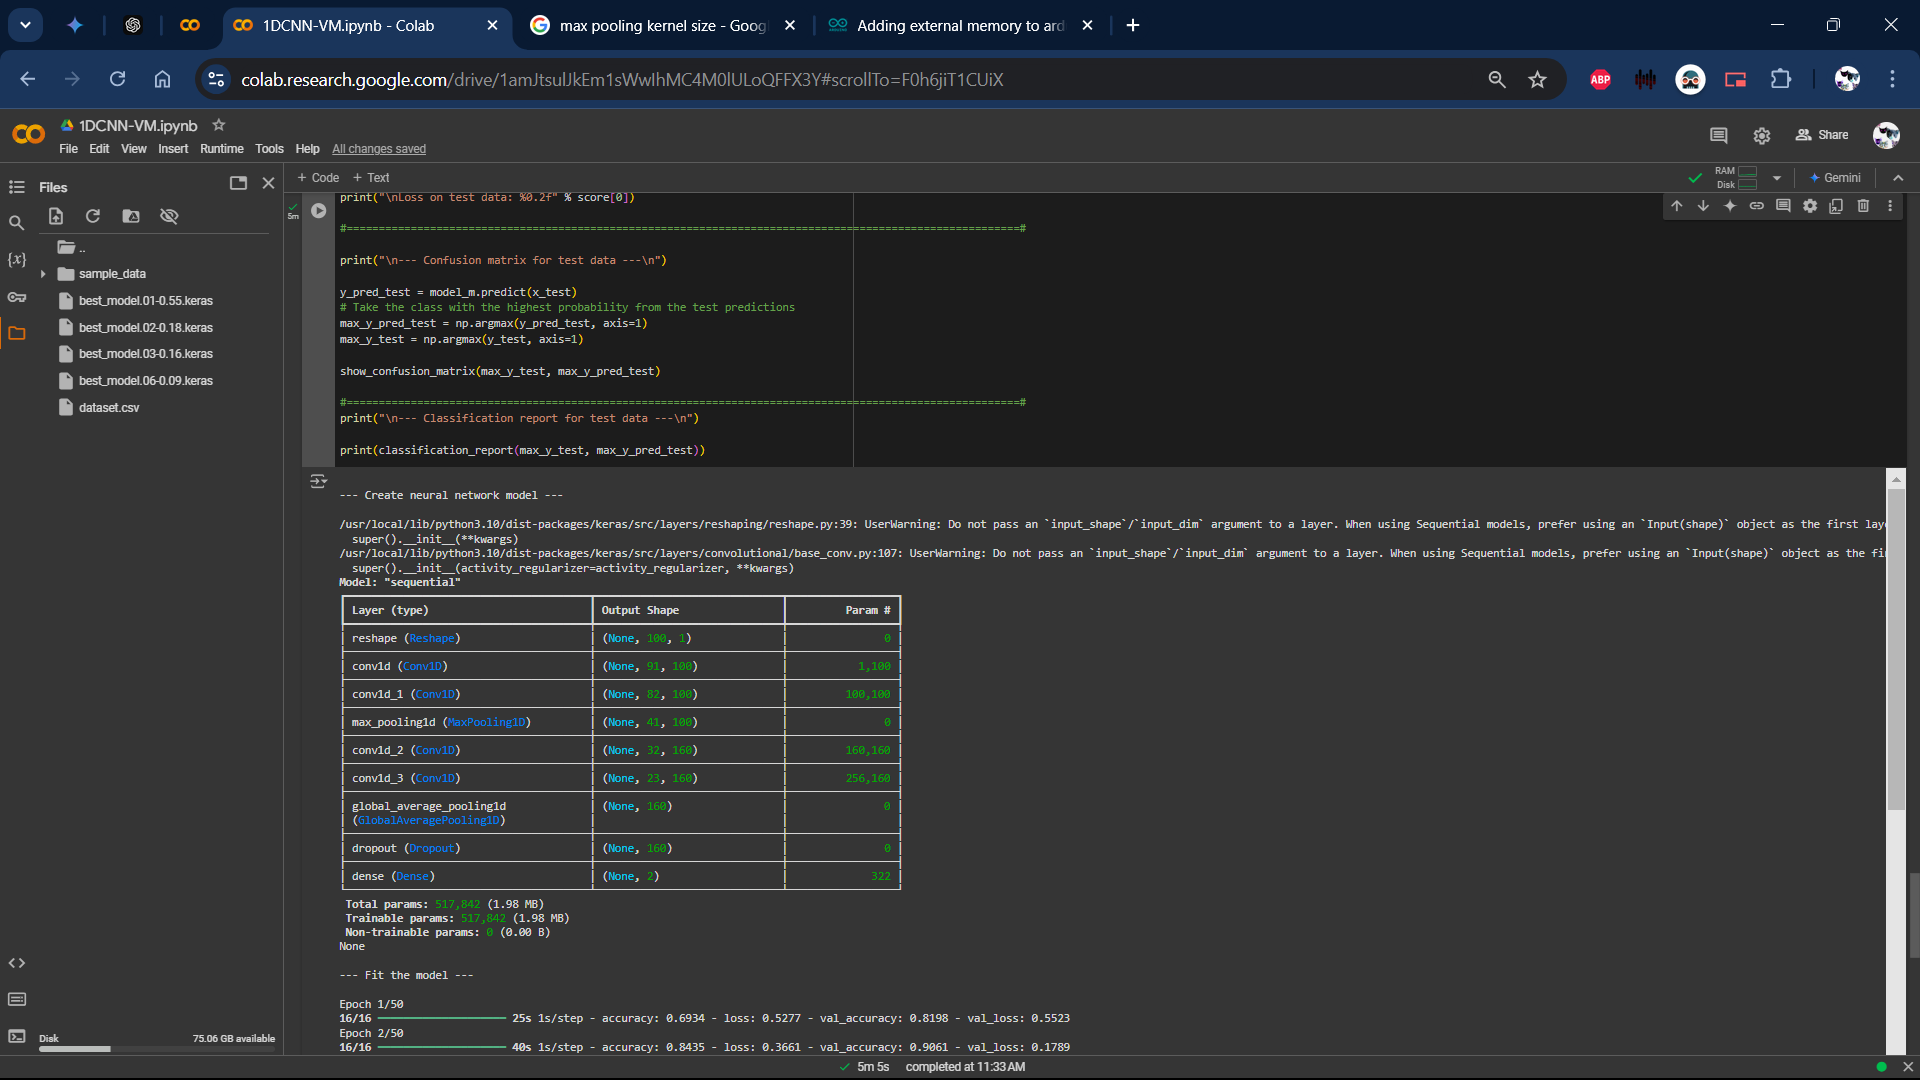 1DCNN-VM.ipynb - Colab
max pooling kernel size - Goog
Adding external memory to ard
colab.research.google.com/drive/1amJtsulJkEm1sWwIhMC4M0lULoQFFX3Y#scrollTo=F0h6jiT1CUiX
ABP
1DCNN-VM.ipynb
File Edit View Insert Runtime Tools Help All changes saved
Share
Files
+ Code + Text
RAM
Disk
Gemini
..
sample_data
best_model.01-0.55.keras
best_model.02-0.18.keras
best_model.03-0.16.keras
best_model.06-0.09.keras
dataset.csv
{x}
5m
print("\nLoss on test data: %0.2f" % score[0])
print("\n--- Confusion matrix for test data ---\n")
y_pred_test = model_m.predict(x_test)
# Take the class with the highest probability from the test predictions
max_y_pred_test = np.argmax(y_pred_test, axis=1)
max_y_test = np.argmax(y_test, axis=1)
show_confusion_matrix(max_y_test, max_y_pred_test)
print("\n--- Classification report for test data ---\n")
print(classification_report(max_y_test, max_y_pred_test))
--- Create neural network model ---
/usr/local/lib/python3.10/dist-packages/keras/src/layers/reshaping/reshape.py:39: UserWarning: Do not pass an `input_shape`/`input_dim` argument to a layer. When using Sequential models, prefer using an `Input(shape)` object as the first laye
super().__init__(**kwargs)
/usr/local/lib/python3.10/dist-packages/keras/src/layers/convolutional/base_conv.py:107: UserWarning: Do not pass an `input_shape`/`input_dim` argument to a layer. When using Sequential models, prefer using an `Input(shape)` object as the fi
super().__init__(activity_regularizer=activity_regularizer, **kwargs)
Model: "sequential"
Layer (type) Output Shape Param #
reshape (Reshape) (None, 100, 1) 0
conv1d (Conv1D) (None, 91, 100) 1,100
conv1d_1 (Conv1D) (None, 82, 100) 100,100
max_pooling1d (MaxPooling1D) (None, 41, 100) 0
conv1d_2 (Conv1D) (None, 32, 160) 160,160
conv1d_3 (Conv1D) (None, 23, 160) 256,160
global_average_pooling1d (None, 160) 0
(GlobalAveragePooling1D)
dropout (Dropout) (None, 160) 0
dense (Dense) (None, 2) 322
Total params: 517,842 (1.98 MB)
Trainable params: 517,842 (1.98 MB)
Non-trainable params: 0 (0.00 B)
None
--- Fit the model ---
Epoch 1/50
16/16 25s 1s/step - accuracy: 0.6934 - loss: 0.5277 - val_accuracy: 0.8198 - val_loss: 0.5523
Epoch 2/50
16/16 40s 1s/step - accuracy: 0.8435 - loss: 0.3661 - val_accuracy: 0.9061 - val_loss: 0.1789
Disk 75.06 GB available
5m 5s completed at 11:33 AM